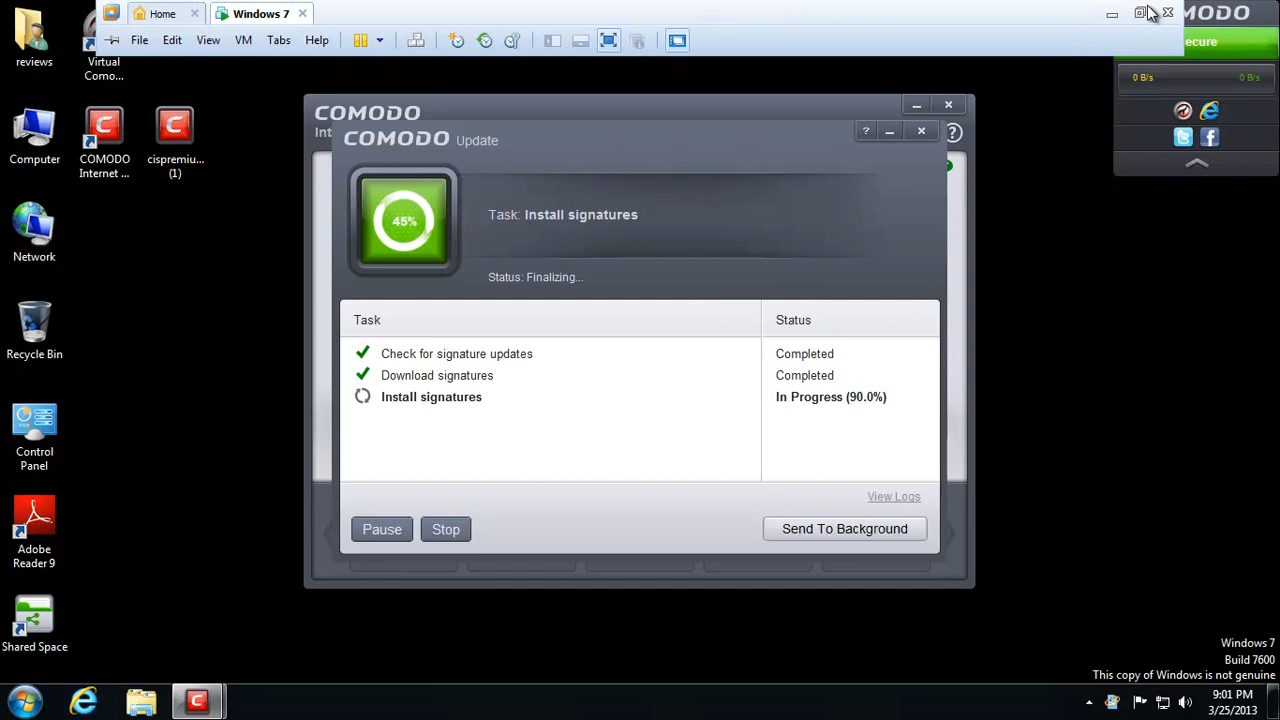 Home
Windows 7
File Edit View VM Tabs Help
reviews
Virtual
Como...
Computer
COMODO
Internet ...
cispremiu...
(1)
Network
Recycle Bin
Control
Panel
Adobe
Reader 9
Shared Space
COMODO
Int
COMODO Update
?
?
45%
Task: Install signatures
Status: Finalizing...
Task Status
Check for signature updates Completed
Download signatures Completed
Install signatures In Progress (90.0%)
View Logs
Pause Stop Send To Background
MODO
ecure
0 B/s 0 B/s
Windows 7
Build 7600
This copy of Windows is not genuine
9:01 PM
3/25/2013